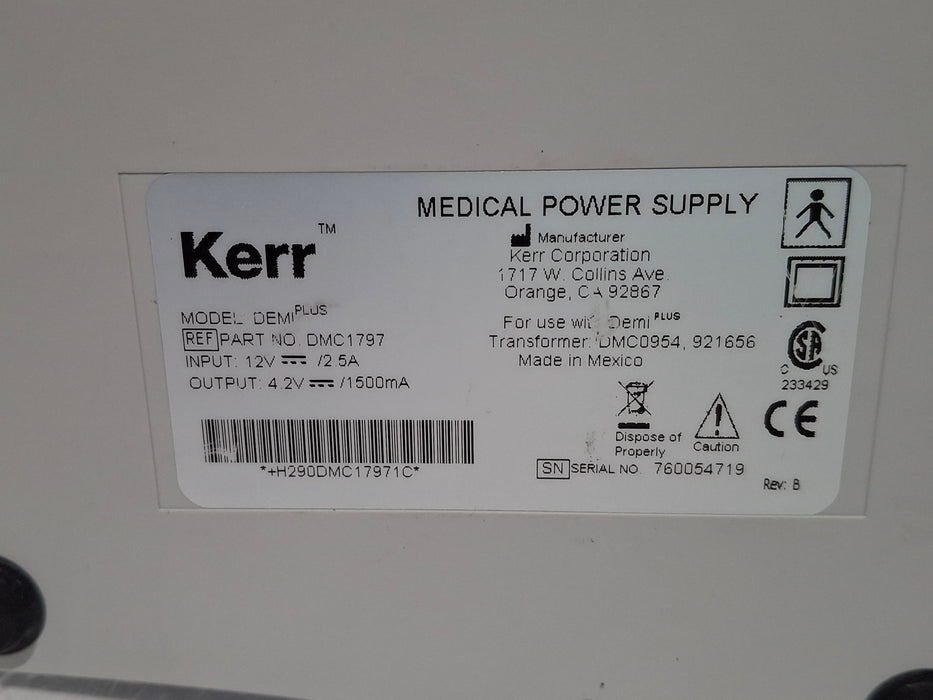 MEDICAL POWER SUPPLY
Kerr™
Manufacturer
Kerr Corporation
1717 W. Collins Ave.
Orange, CA 92867
MODEL DEMI PLUS
REF PART NO. DMC1797
INPUT: 12V ⎓ /2.5A
OUTPUT: 4.2V ⎓ /1500mA
For use with Demi PLUS
Transformer: DMC0954, 921656
Made in Mexico
*+H290DMC17971C*
Dispose of
Properly
Caution
SN SERIAL NO. 760054719
CSA
C US
233429
CE
Rev: B